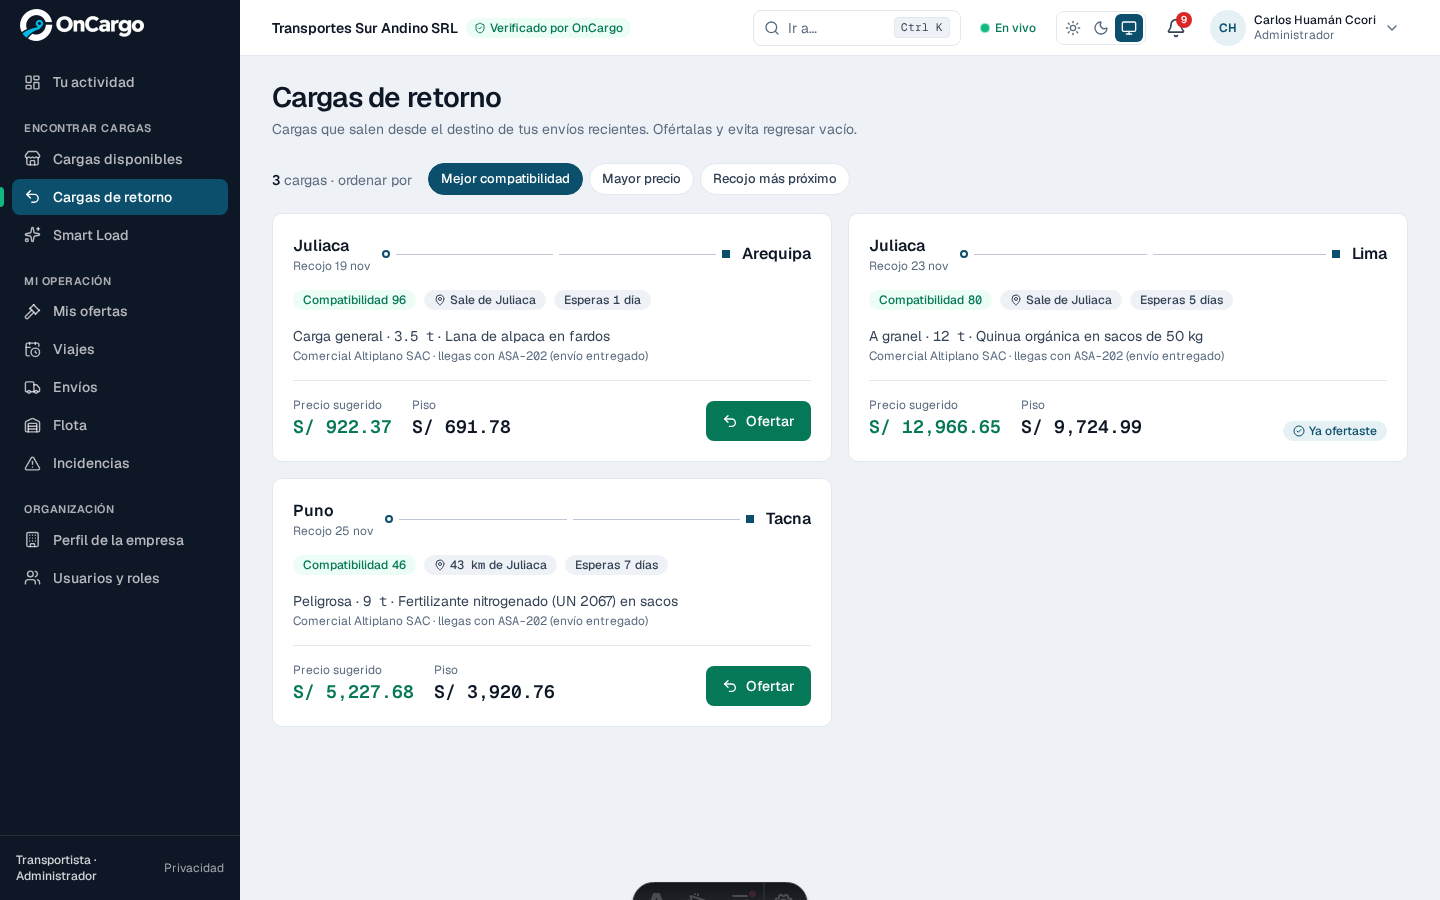 OnCargo
Transportes Sur Andino SRL
Verificado por OnCargo
Ir a...
Ctrl K
En vivo
9
CH
Carlos Huamán Ccori
Administrador
Tu actividad
ENCONTRAR CARGAS
Cargas disponibles
Cargas de retorno
Smart Load
MI OPERACIÓN
Mis ofertas
Viajes
Envíos
Flota
Incidencias
ORGANIZACIÓN
Perfil de la empresa
Usuarios y roles
Transportista ·
Administrador
Privacidad
Cargas de retorno
Cargas que salen desde el destino de tus envíos recientes. Ofértalas y evita regresar vacío.
3 cargas · ordenar por
Mejor compatibilidad
Mayor precio
Recojo más próximo
Juliaca
Recojo 19 nov
Arequipa
Compatibilidad 96
Sale de Juliaca
Esperas 1 día
Carga general · 3.5 t · Lana de alpaca en fardos
Comercial Altiplano SAC · llegas con ASA-202 (envío entregado)
Precio sugerido
S/ 922.37
Piso
S/ 691.78
Ofertar
Juliaca
Recojo 23 nov
Lima
Compatibilidad 80
Sale de Juliaca
Esperas 5 días
A granel · 12 t · Quinua orgánica en sacos de 50 kg
Comercial Altiplano SAC · llegas con ASA-202 (envío entregado)
Precio sugerido
S/ 12,966.65
Piso
S/ 9,724.99
Ya ofertaste
Puno
Recojo 25 nov
Tacna
Compatibilidad 46
43 km de Juliaca
Esperas 7 días
Peligrosa · 9 t · Fertilizante nitrogenado (UN 2067) en sacos
Comercial Altiplano SAC · llegas con ASA-202 (envío entregado)
Precio sugerido
S/ 5,227.68
Piso
S/ 3,920.76
Ofertar